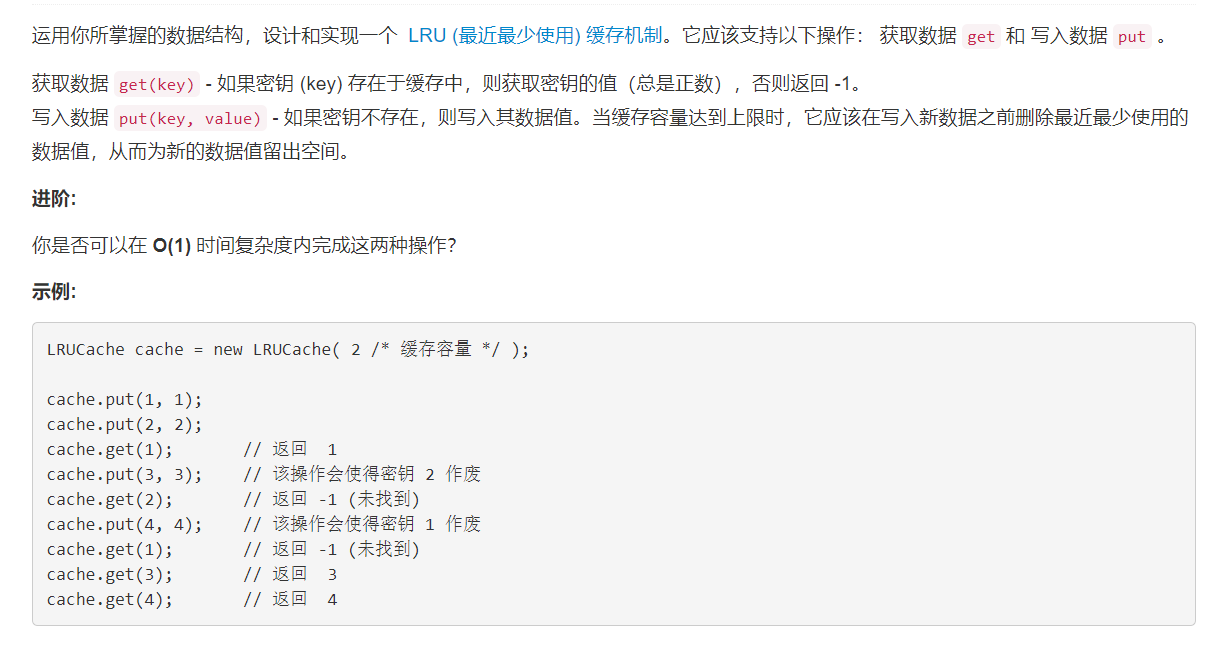 运用你所掌握的数据结构，设计和实现一个 LRU (最近最少使用) 缓存机制。它应该支持以下操作： 获取数据 get 和 写入数据 put 。
获取数据 get(key) - 如果密钥 (key) 存在于缓存中，则获取密钥的值（总是正数），否则返回 -1。
写入数据 put(key, value) - 如果密钥不存在，则写入其数据值。当缓存容量达到上限时，它应该在写入新数据之前删除最近最少使用的
数据值，从而为新的数据值留出空间。
进阶:
你是否可以在 O(1) 时间复杂度内完成这两种操作？
示例:
LRUCache cache = new LRUCache( 2 /* 缓存容量 */ );
cache.put(1, 1);
cache.put(2, 2);
cache.get(1);       // 返回  1
cache.put(3, 3);    // 该操作会使得密钥 2 作废
cache.get(2);       // 返回 -1 (未找到)
cache.put(4, 4);    // 该操作会使得密钥 1 作废
cache.get(1);       // 返回 -1 (未找到)
cache.get(3);       // 返回  3
cache.get(4);       // 返回  4